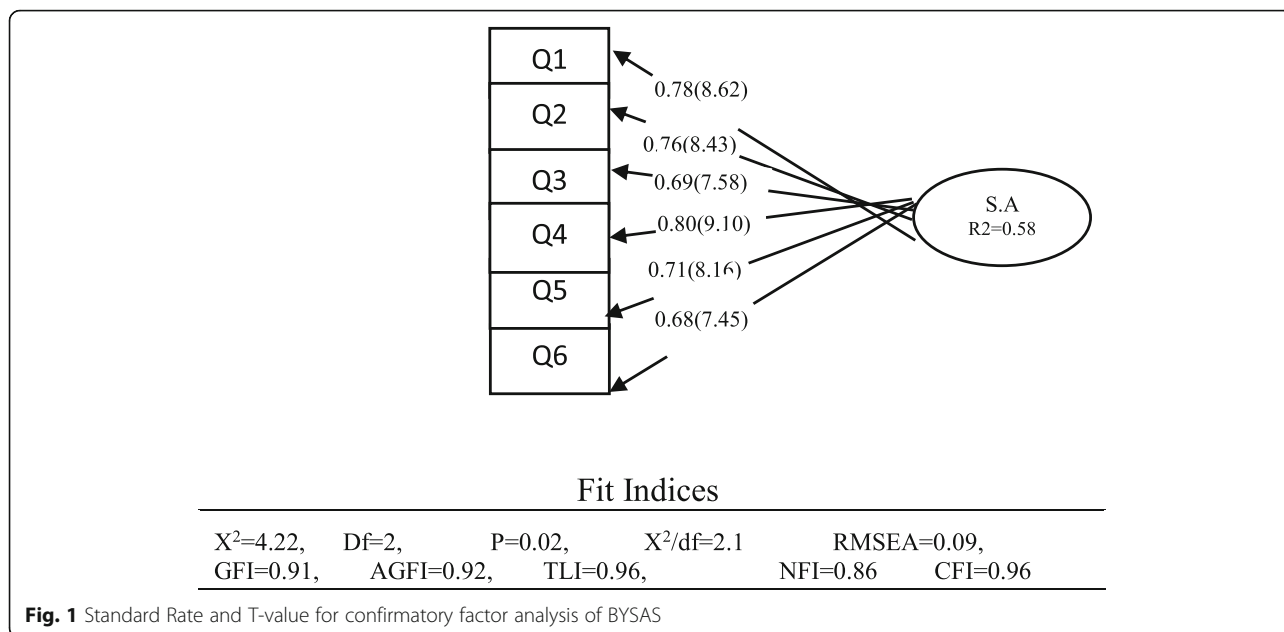 Q1
0.78(8.62)
Q2
0.76(8.43)
Q3
0.69(7.58)
Q4
0.80(9.10)
Q5
0.71(8.16)
Q6
0.68(7.45)
S.A
R2=0.58
Fit Indices
X²=4.22, Df=2, P=0.02, X²/df=2.1 RMSEA=0.09,
GFI=0.91, AGFI=0.92, TLI=0.96, NFI=0.86 CFI=0.96
Fig. 1 Standard Rate and T-value for confirmatory factor analysis of BYSAS